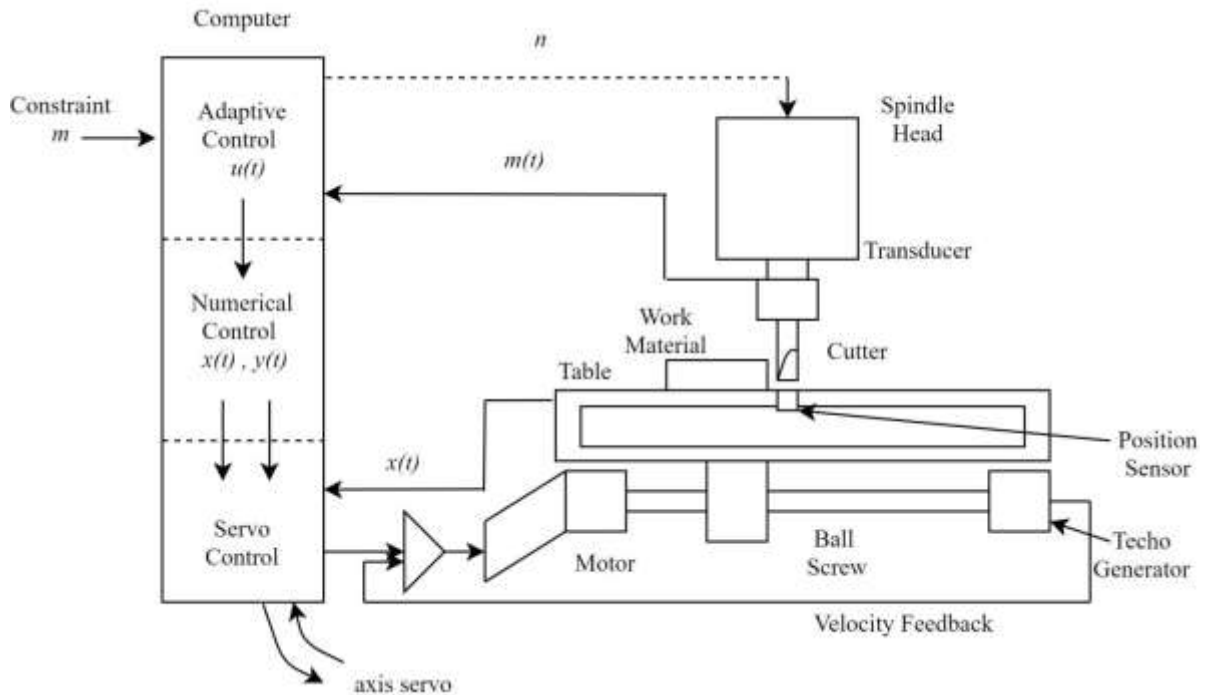 Computer
n
Constraint
m
Adaptive
Control
u(t)
Spindle
Head
m(t)
Transducer
Numerical
Control
x(t) , y(t)
Work
Material
Cutter
Table
Position
Sensor
x(t)
Servo
Control
Motor
Ball
Screw
Techo
Generator
Velocity Feedback
axis servo